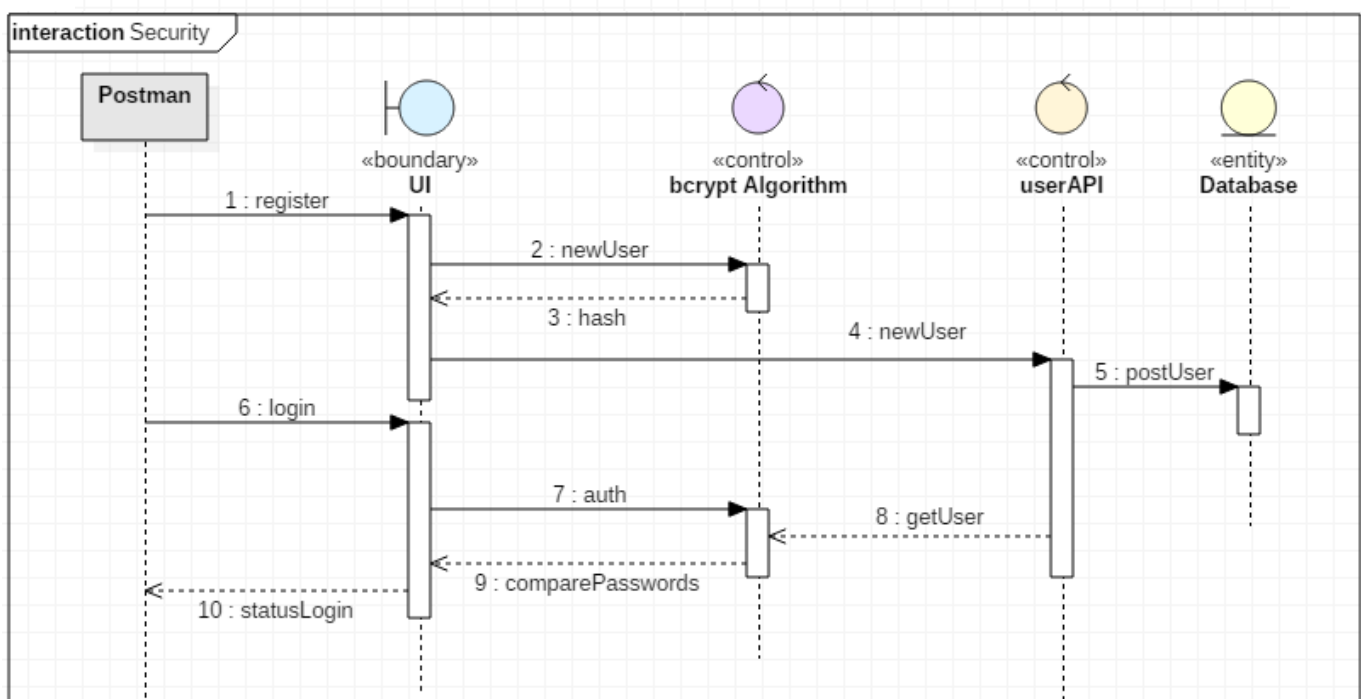 interaction Security
Postman
«boundary»
UI
«control»
bcrypt Algorithm
«control»
userAPI
«entity»
Database
1 : register
2 : newUser
3 : hash
4 : newUser
5 : postUser
6 : login
7 : auth
8 : getUser
9 : comparePasswords
10 : statusLogin